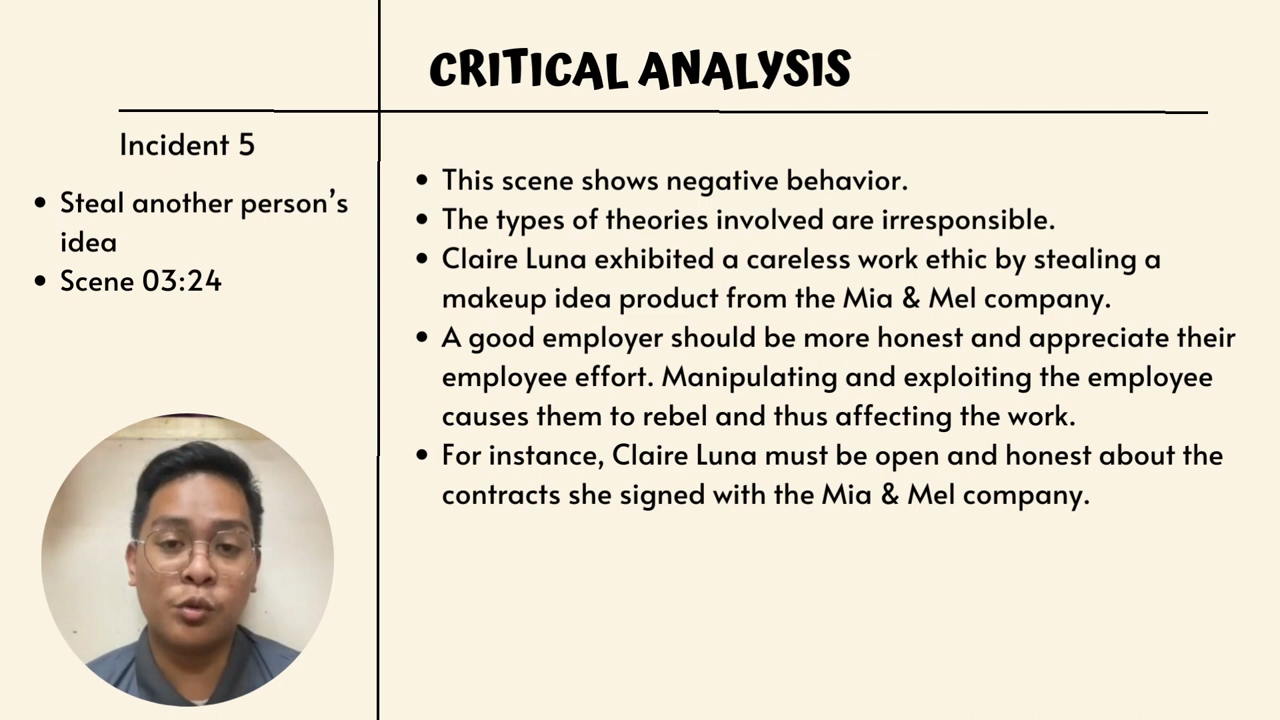 CRITICAL ANALYSIS
Incident 5
• Steal another person’s
idea
• Scene 03:24
• This scene shows negative behavior.
• The types of theories involved are irresponsible.
• Claire Luna exhibited a careless work ethic by stealing a
makeup idea product from the Mia & Mel company.
• A good employer should be more honest and appreciate their
employee effort. Manipulating and exploiting the employee
causes them to rebel and thus affecting the work.
• For instance, Claire Luna must be open and honest about the
contracts she signed with the Mia & Mel company.